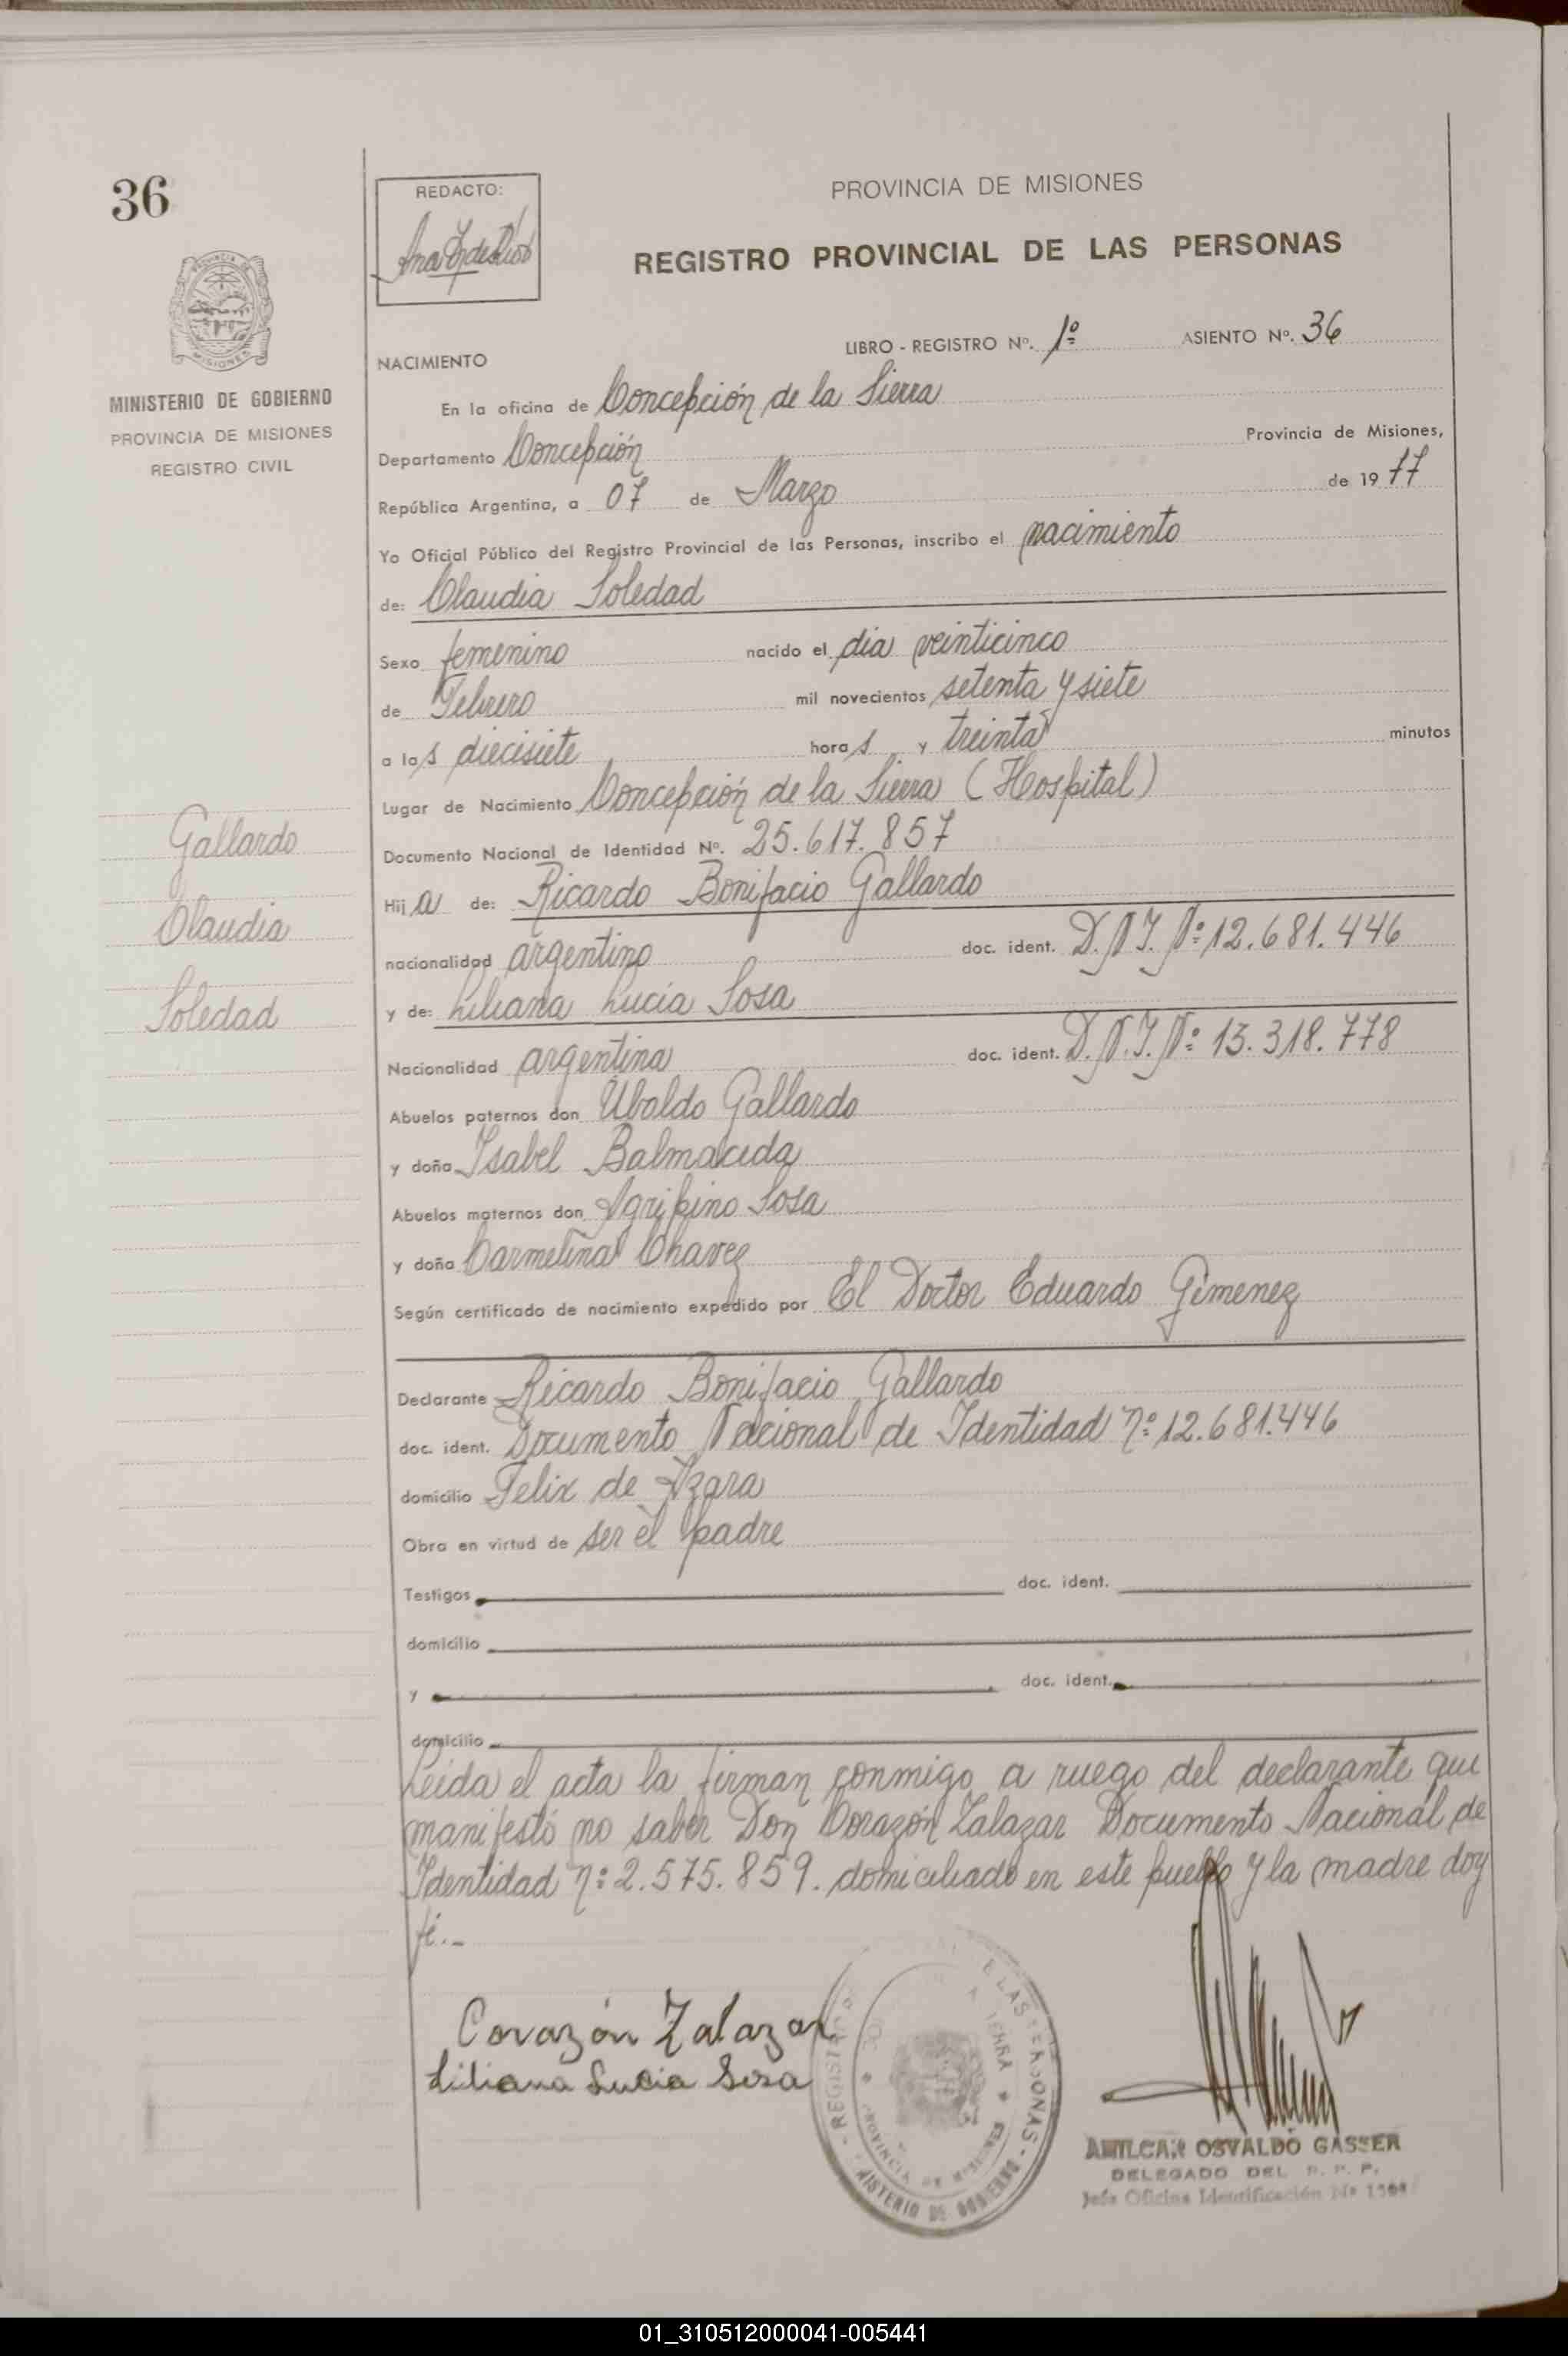 36
REDACTO:
PROVINCIA DE MISIONES
REGISTRO PROVINCIAL DE LAS PERSONAS
MINISTERIO DE GOBIERNO
PROVINCIA DE MISIONES
REGISTRO CIVIL
LIBRO - REGISTRO Nº. 1º ASIENTO Nº. 36
NACIMIENTO
En la oficina de Concepción de la Sierra
Departamento Concepción Provincia de Misiones,
República Argentina, a 07 de Marzo de 1977
Yo Oficial Público del Registro Provincial de las Personas, inscribo el nacimiento
de: Claudia Soledad
Sexo femenino nacido el dia veinticinco
de Febrero mil novecientos setenta y siete
a las diecisiete horas y treinta minutos
Lugar de Nacimiento Concepción de la Sierra (Hospital)
Documento Nacional de Identidad Nº. 25.617.857
Hija de: Ricardo Bonifacio Gallardo
nacionalidad argentino doc. ident. D.N.I. Nº 12.681.446
y de: Liliana Lucía Sosa
Nacionalidad argentina doc. ident. D.N.I. Nº 13.318.778
Abuelos paternos don Ubaldo Gallardo
y doña Isabel Balmaceda
Abuelos maternos don Agripino Sosa
y doña Carmelina Chavez
Según certificado de nacimiento expedido por El Doctor Eduardo Gimenez
Gallardo
Claudia
Soledad
Declarante Ricardo Bonifacio Gallardo
doc. ident. Documento Nacional de Identidad Nº 12.681.446
domicilio Felix de Azara
Obra en virtud de ser el padre
Testigos doc. ident.
domicilio
y doc. ident.
domicilio
Leida el acta la firman conmigo a ruego del declarante que
manifestó no saber Don Corazón Zalazar Documento Nacional de
Identidad Nº 2.575.859. domiciliado en este pueblo y la madre doy
fé.-
Corazón Zalazar
Liliana Lucia Sosa
AMILCAR OSVALDO GASSER
DELEGADO DEL R. P. P.
Jefe Oficina Identificación Nº
01_310512000041-005441